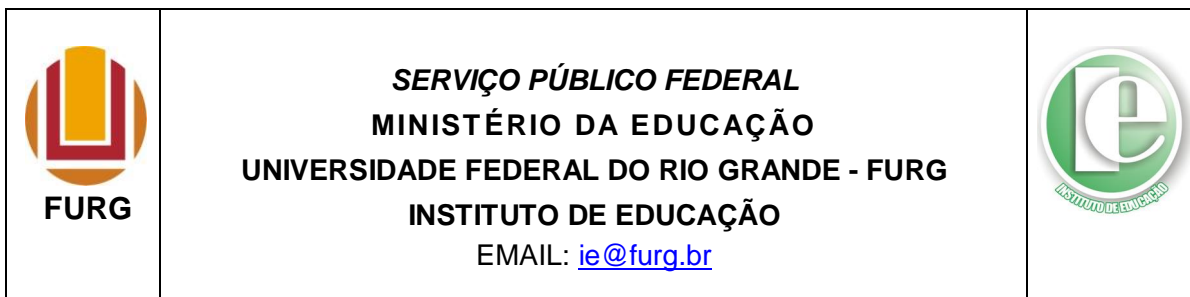 FURG
SERVIÇO PÚBLICO FEDERAL
MINISTÉRIO DA EDUCAÇÃO
UNIVERSIDADE FEDERAL DO RIO GRANDE - FURG
INSTITUTO DE EDUCAÇÃO
EMAIL: ie@furg.br
Ie
INSTITUTO DE EDUCAÇÃO